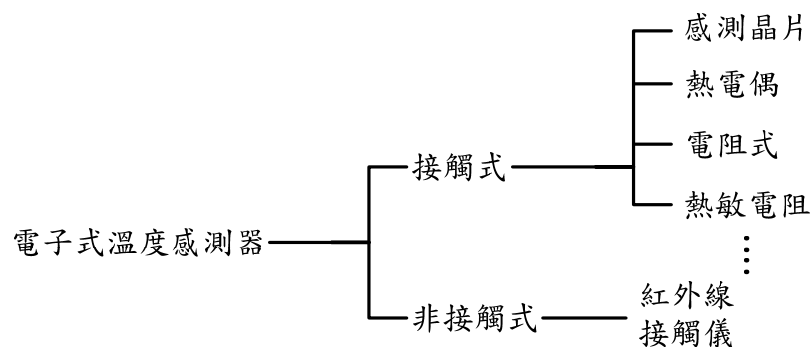 感測晶片
熱電偶
電阻式
接觸式
熱敏電阻
電子式溫度感測器
非接觸式
紅外線
接觸儀